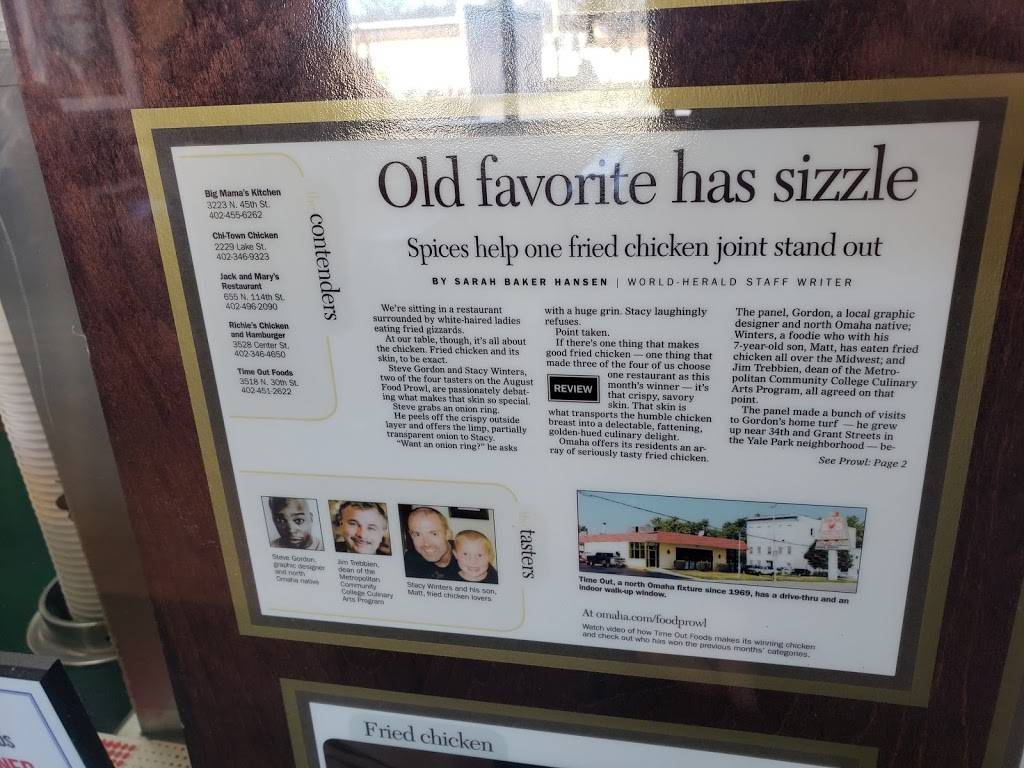 Old favorite has sizzle
Spices help one fried chicken joint stand out
BY SARAH BAKER HANSEN | WORLD-HERALD STAFF WRITER
the contenders
Big Mama's Kitchen
3223 N. 45th St.
402-455-6262
Chi-Town Chicken
2229 Lake St.
402-346-9323
Jack and Mary's
Restaurant
655 N. 114th St.
402-496-2090
Richie's Chicken
and Hamburger
3528 Center St.
402-346-4650
Time Out Foods
3518 N. 30th St.
402-451-2622
We're sitting in a restaurant
surrounded by white-haired ladies
eating fried gizzards.
At our table, though, it's all about
the chicken. Fried chicken and its
skin, to be exact.
Steve Gordon and Stacy Winters,
two of the four tasters on the August
Food Prowl, are passionately debat-
ing what makes that skin so special.
Steve grabs an onion ring.
He peels off the crispy outside
layer and offers the limp, partially
transparent onion to Stacy.
"Want an onion ring?" he asks
with a huge grin. Stacy laughingly
refuses.
Point taken.
If there's one thing that makes
good fried chicken — one thing that
made three of the four of us choose
one restaurant as this
month's winner — it's
that crispy, savory
skin. That skin is
REVIEW
what transports the humble chicken
breast into a delectable, fattening,
golden-hued culinary delight.
Omaha offers its residents an ar-
ray of seriously tasty fried chicken.
The panel, Gordon, a local graphic
designer and north Omaha native;
Winters, a foodie who with his
7-year-old son, Matt, has eaten fried
chicken all over the Midwest; and
Jim Trebbien, dean of the Metro-
politan Community College Culinary
Arts Program, all agreed on that
point.
The panel made a bunch of visits
to Gordon's home turf — he grew
up near 34th and Grant Streets in
the Yale Park neighborhood — be-
See Prowl: Page 2
the tasters
Steve Gordon,
graphic designer
and north
Omaha native
Jim Trebbien,
dean of the
Metropolitan
Community
College Culinary
Arts Program
Stacy Winters and his son,
Matt, fried chicken lovers
Time Out, a north Omaha fixture since 1969, has a drive-thru and an
indoor walk-up window.
At omaha.com/foodprowl
Watch video of how Time Out Foods makes its winning chicken
and check out who has won the previous months' categories.
Fried chicken